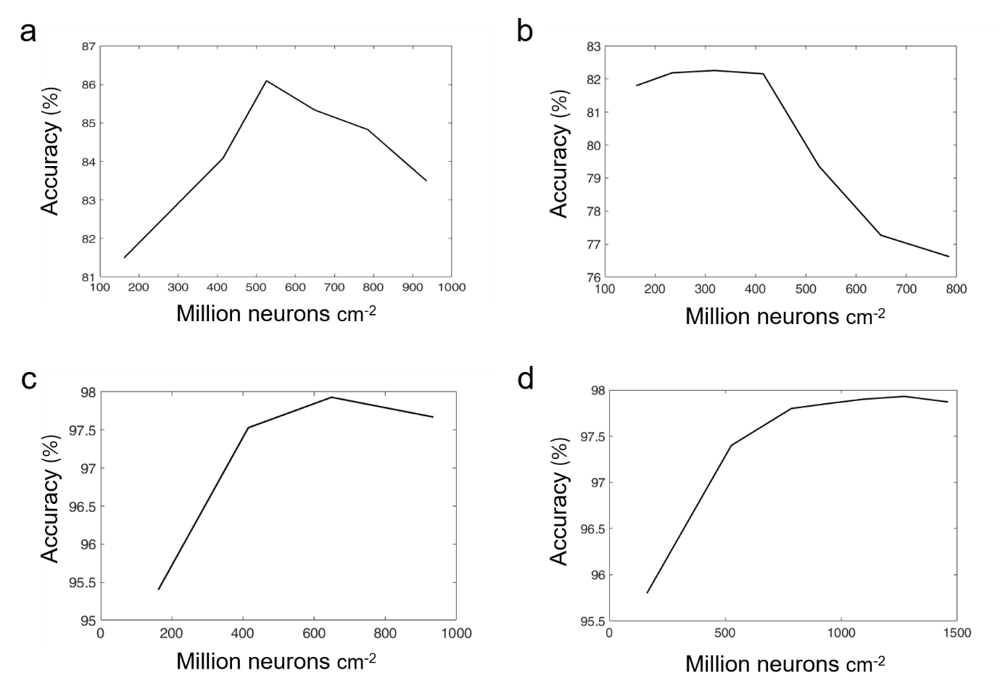 a
87
86
85
84
83
82
81
100 200 300 400 500 600 700 800 900 1000
Accuracy (%)
Million neurons cm-2
b
83
82
81
80
79
78
77
76
100 200 300 400 500 600 700 800
Accuracy (%)
Million neurons cm-2
c
98
97.5
97
96.5
96
95.5
95
0 200 400 600 800 1000
Accuracy (%)
Million neurons cm-2
d
98
97.5
97
96.5
96
95.5
0 500 1000 1500
Accuracy (%)
Million neurons cm-2